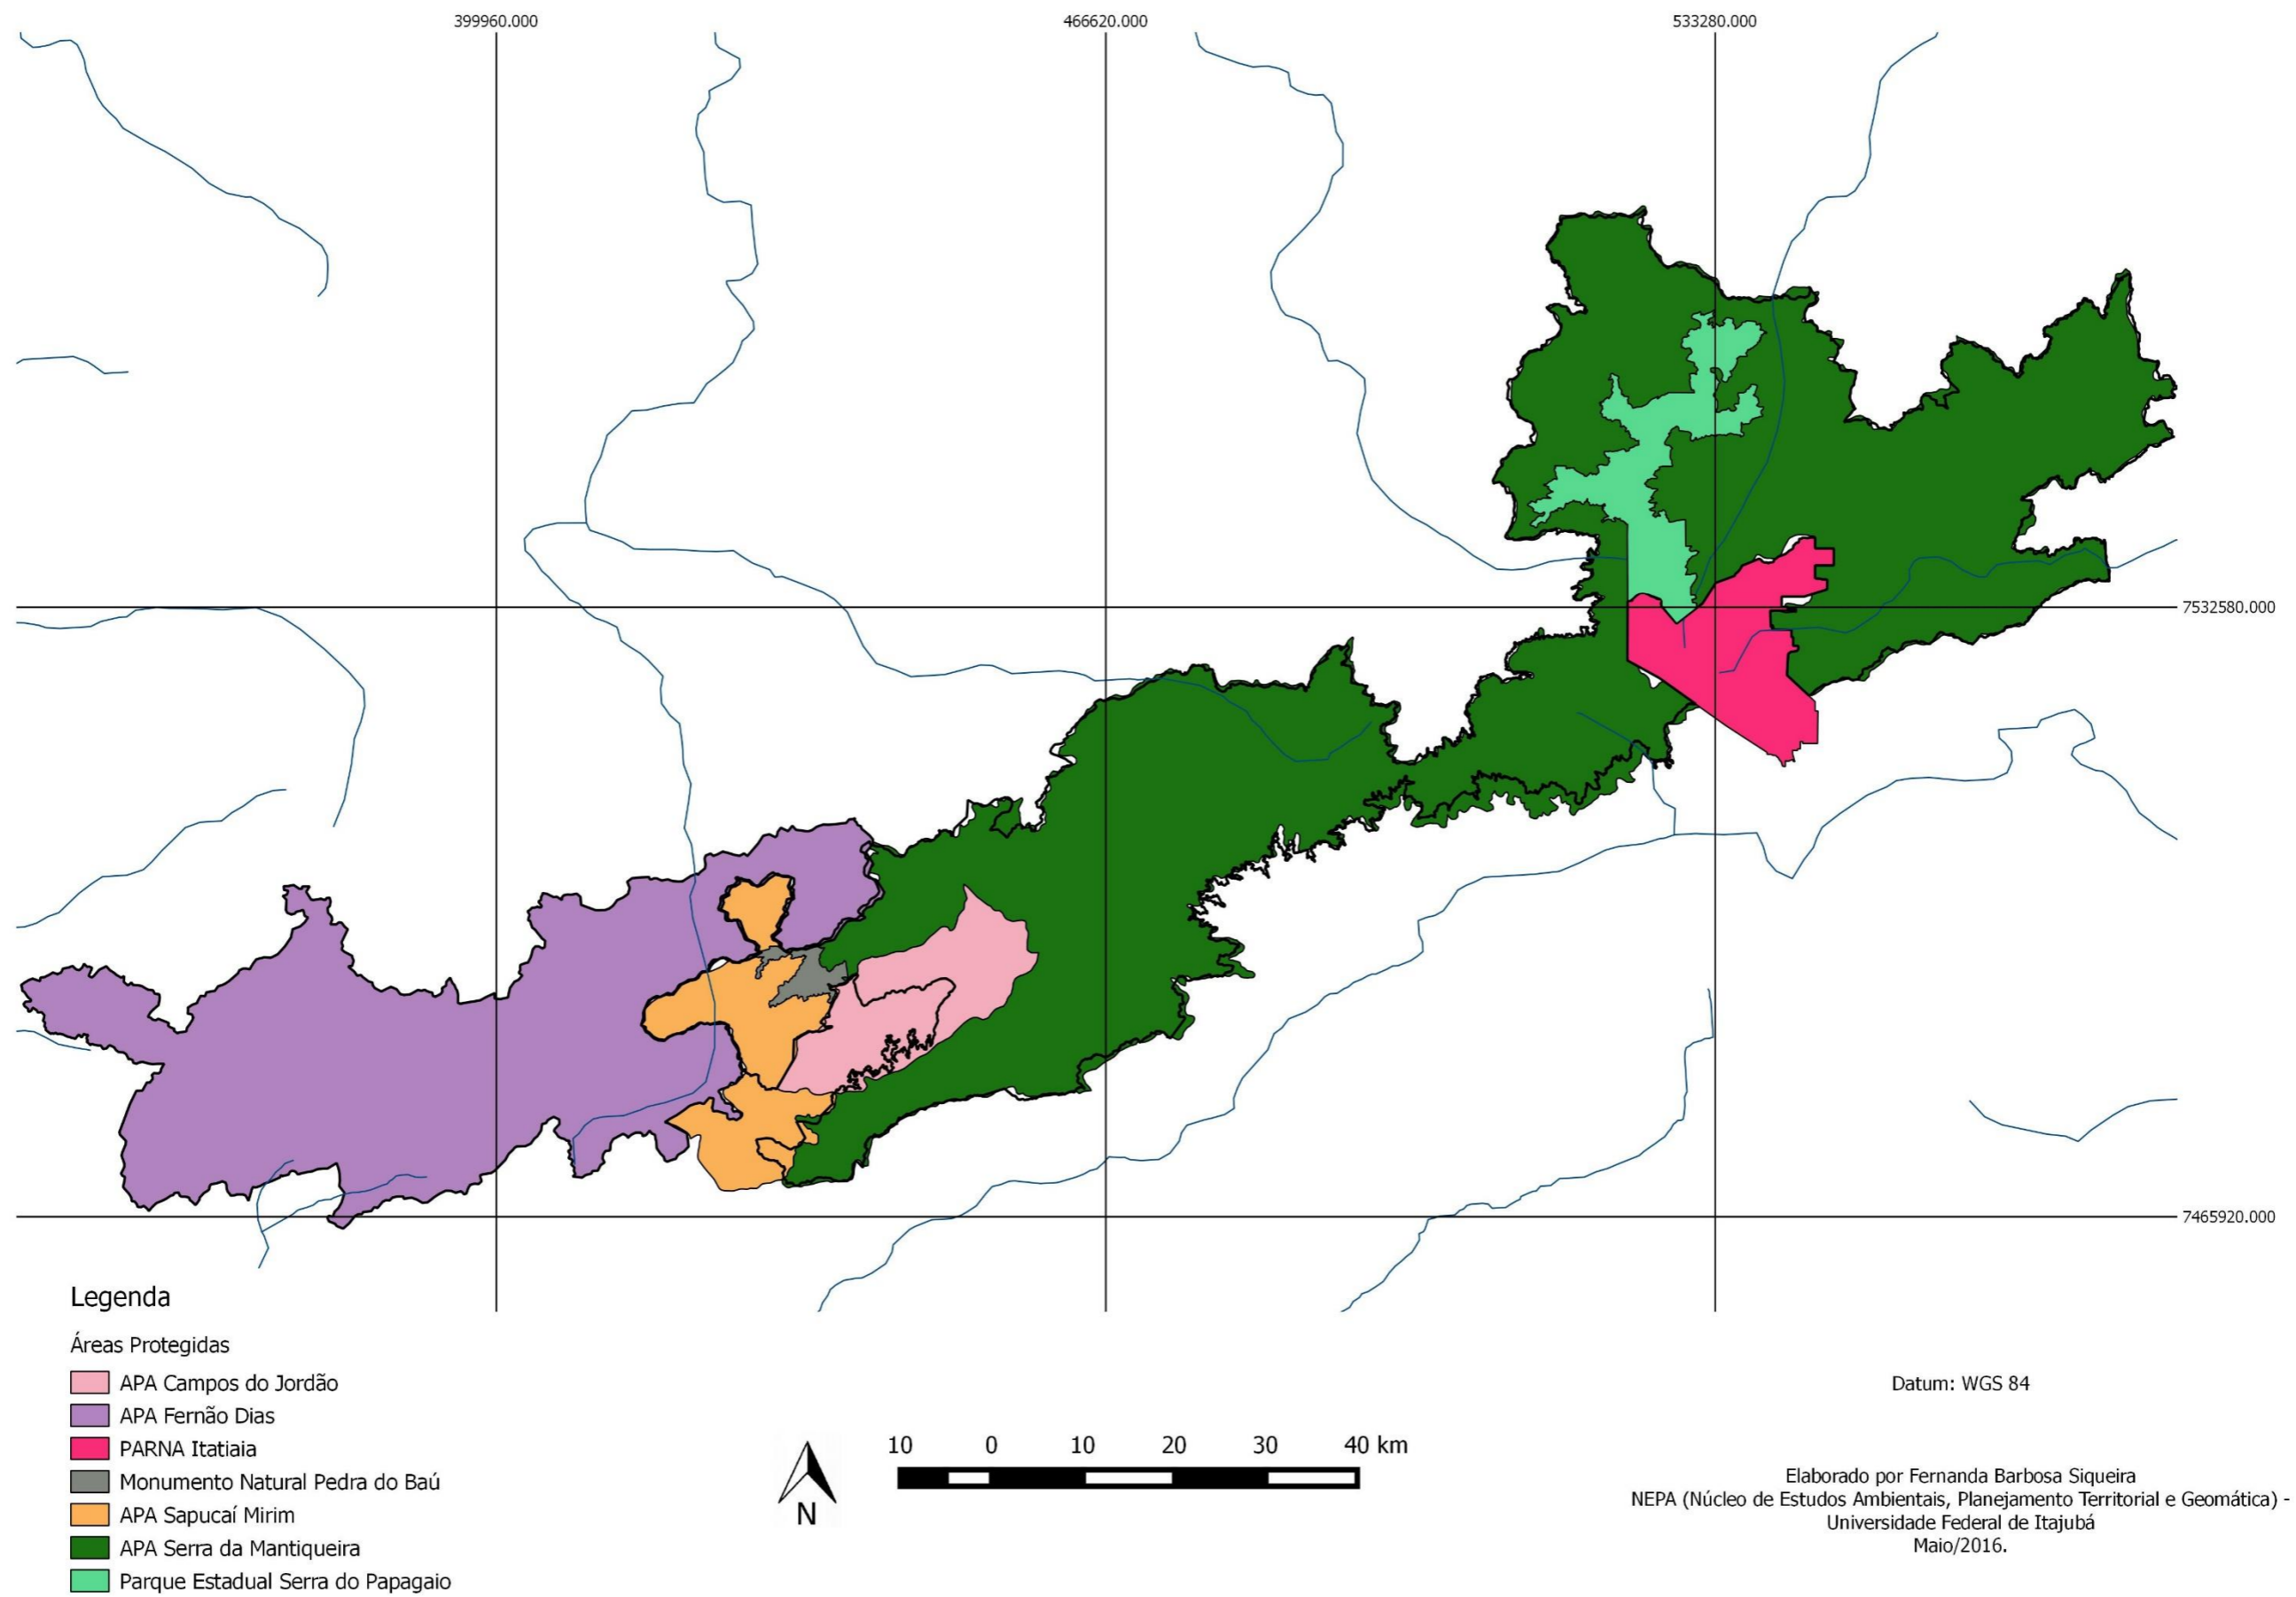 399960.000
466620.000
533280.000
7532580.000
7465920.000
Legenda
Áreas Protegidas
APA Campos do Jordão
APA Fernão Dias
PARNA Itatiaia
Monumento Natural Pedra do Baú
APA Sapucaí Mirim
APA Serra da Mantiqueira
Parque Estadual Serra do Papagaio
N
10 0 10 20 30 40 km
Datum: WGS 84
Elaborado por Fernanda Barbosa Siqueira
NEPA (Núcleo de Estudos Ambientais, Planejamento Territorial e Geomática) -
Universidade Federal de Itajubá
Maio/2016.